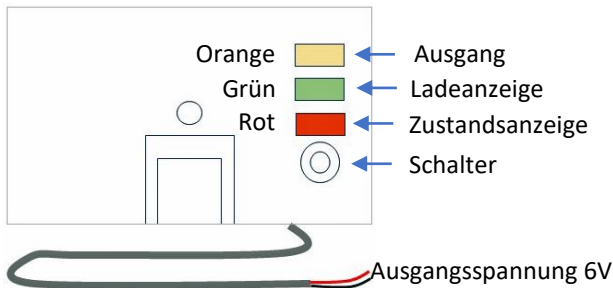 Orange Ausgang
Grün Ladeanzeige
Rot Zustandsanzeige
Schalter
Ausgangsspannung 6V